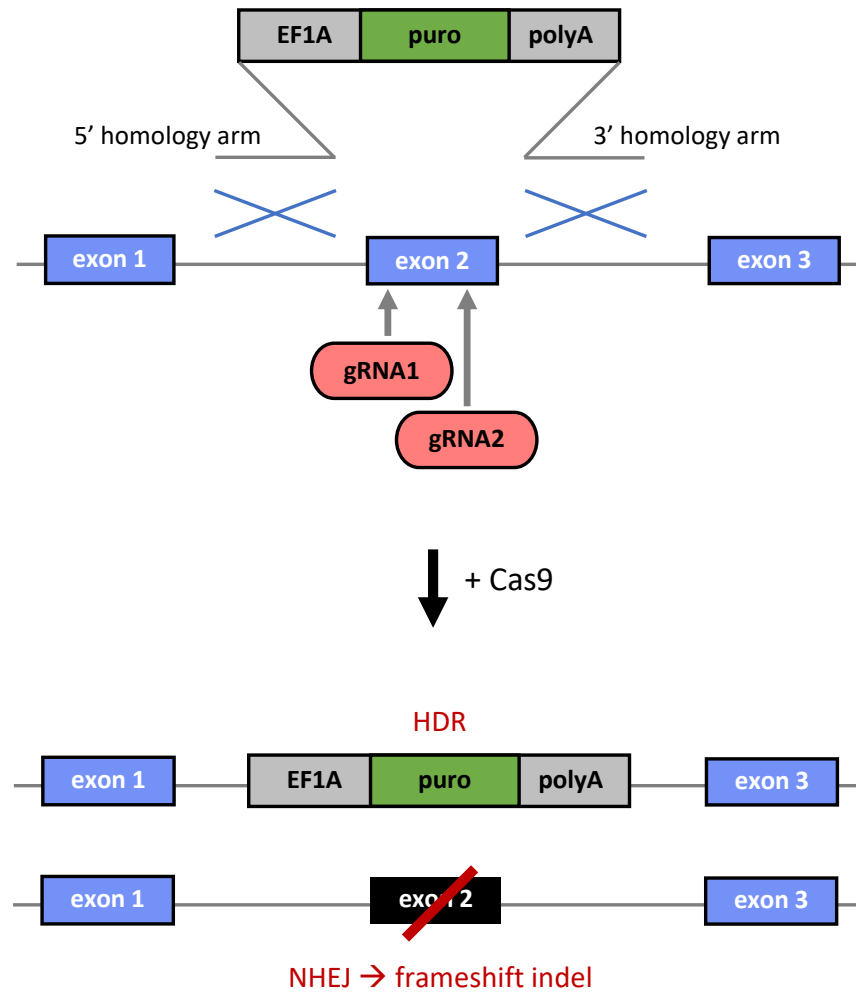 EF1A puro polyA
5’ homology arm 3’ homology arm
exon 1 exon 2 exon 3
gRNA1
gRNA2
+ Cas9
HDR
exon 1 EF1A puro polyA exon 3
exon 1 exon 2 exon 3
NHEJ → frameshift indel